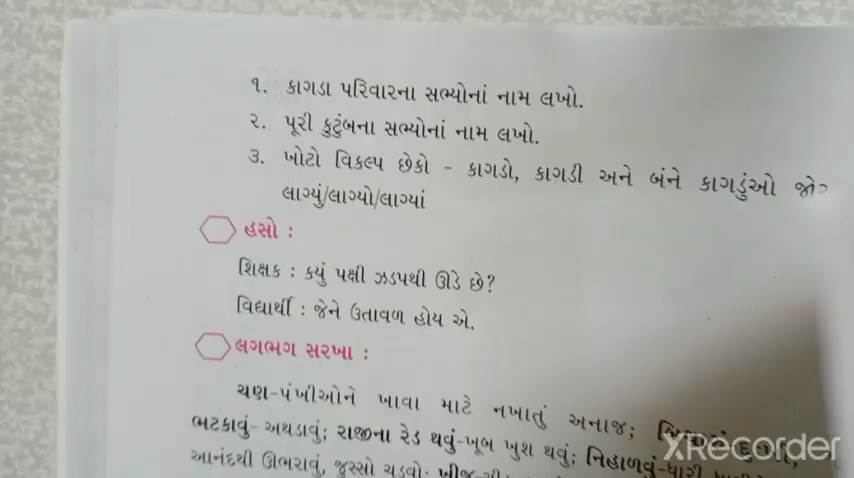 ૧. કાગડા પરિવારના સભ્યોનાં નામ લખો.
૨. પૂરી કુટુંબના સભ્યોનાં નામ લખો.
૩. ખોટો વિકલ્પ છેકો - કાગડો, કાગડી અને બંને કાગડુંઓ
લાગ્યું/લાગ્યો/લાગ્યાં
હસો :
શિક્ષક : કયું પક્ષી ઝડપથી ઊડે છે?
વિદ્યાર્થી : જેને ઉતાવળ હોય એ.
લગભગ સરખા :
ચણ-પંખીઓને ખાવા માટે નખાતું અનાજ;
ભટકાવું- અથડાવું; રાજીના રેડ થવું-ખૂબ ખુશ થવું; નિહાળવું-
આનંદથી ઊભરાવું, જુસ્સો ચડવો;
XRecorder